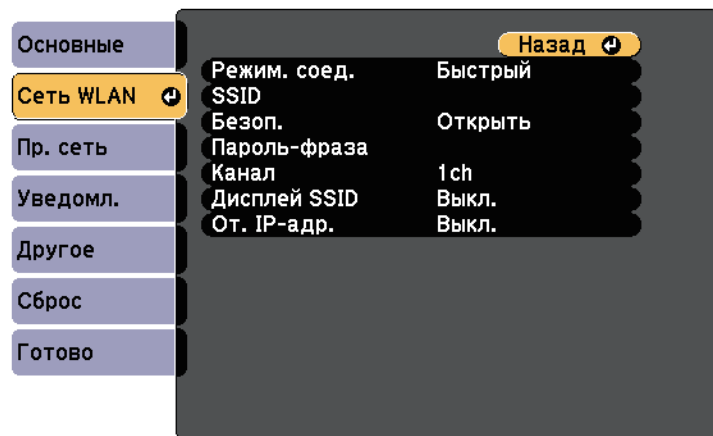 Основные
Сеть WLAN
Пр. сеть
Уведомл.
Другое
Сброс
Готово
Назад
Режим. соед. Быстрый
SSID
Безоп. Открыть
Пароль-фраза
Канал 1ch
Дисплей SSID Выкл.
От. IP-адр. Выкл.